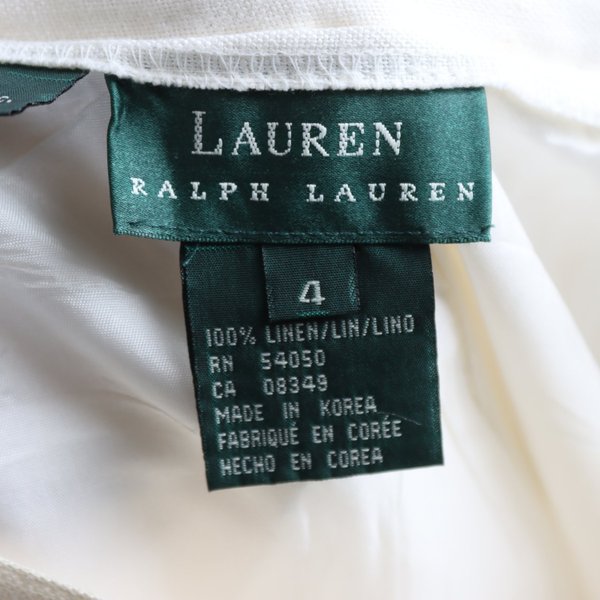 LAUREN
RALPH LAUREN
4
100% LINEN/LIN/LINO
RN 54050
CA 08349
MADE IN KOREA
FABRIQUE EN CORÉE
HECHO EN COREA